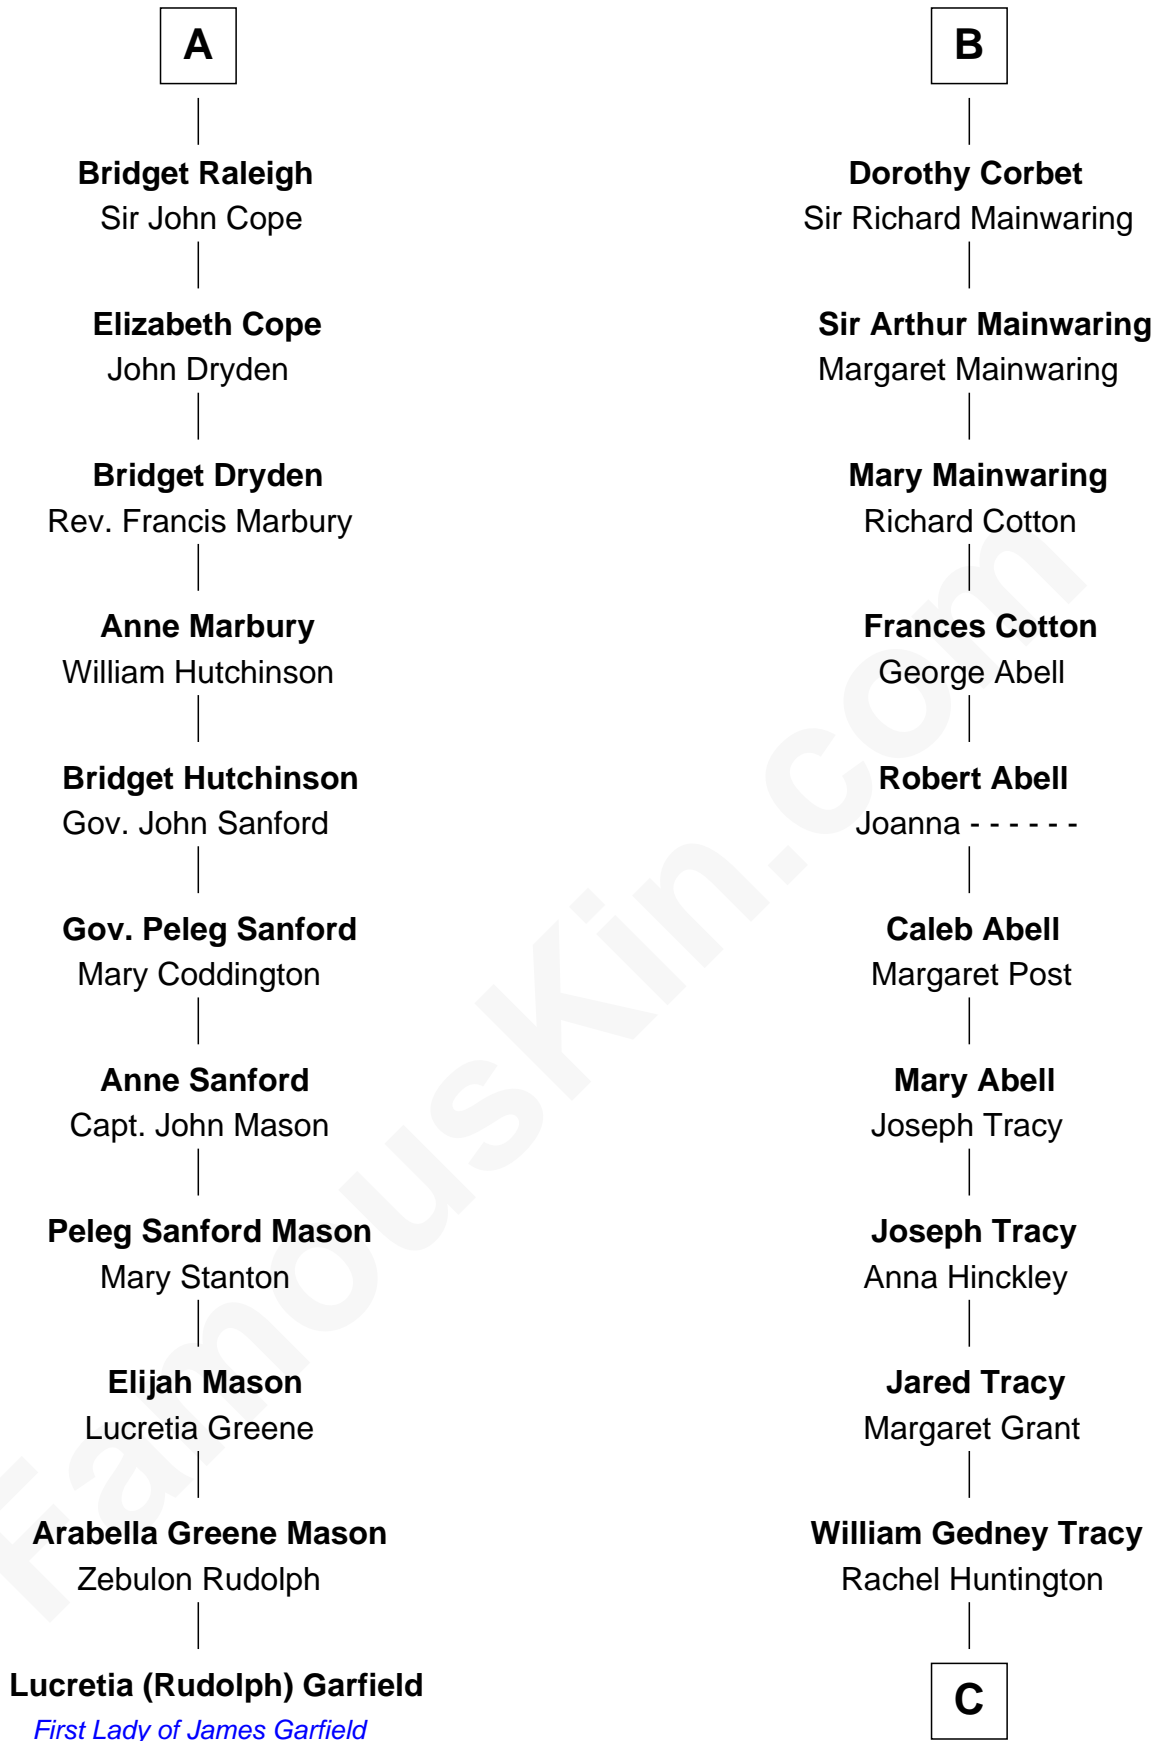 A
Bridget Raleigh
Sir John Cope
Elizabeth Cope
John Dryden
Bridget Dryden
Rev. Francis Marbury
Anne Marbury
William Hutchinson
Bridget Hutchinson
Gov. John Sanford
Gov. Peleg Sanford
Mary Coddington
Anne Sanford
Capt. John Mason
Peleg Sanford Mason
Mary Stanton
Elijah Mason
Lucretia Greene
Arabella Greene Mason
Zebulon Rudolph
Lucretia (Rudolph) Garfield
First Lady of James Garfield
B
Dorothy Corbet
Sir Richard Mainwaring
Sir Arthur Mainwaring
Margaret Mainwaring
Mary Mainwaring
Richard Cotton
Frances Cotton
George Abell
Robert Abell
Joanna - - - - - -
Caleb Abell
Margaret Post
Mary Abell
Joseph Tracy
Joseph Tracy
Anna Hinckley
Jared Tracy
Margaret Grant
William Gedney Tracy
Rachel Huntington
C
FamousKin.com